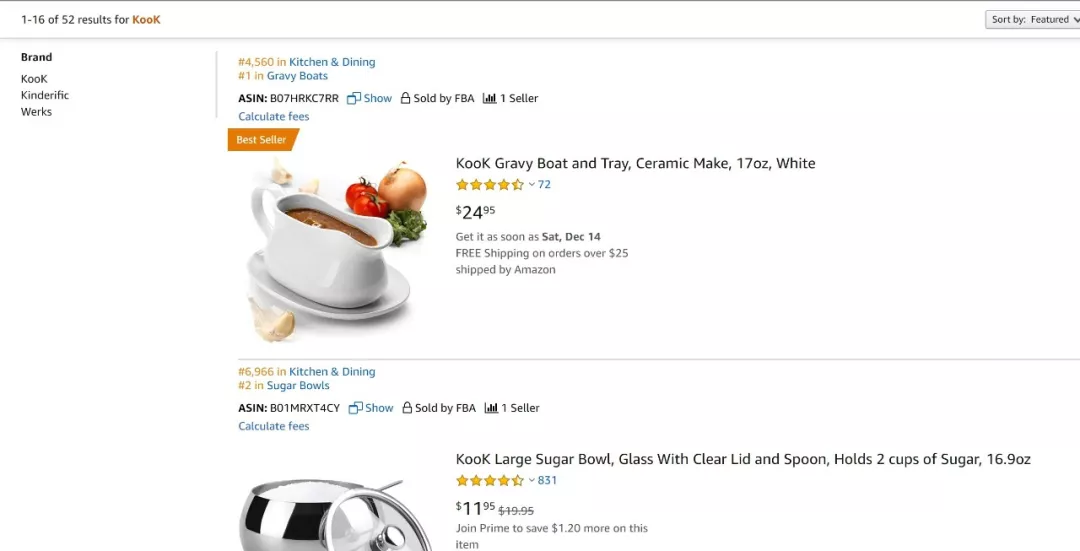 1-16 of 52 results for KooK
Sort by: Featured
Brand
KooK
Kinderific
Werks
#4,560 in Kitchen & Dining
#1 in Gravy Boats
ASIN: B07HRKC7RR Show Sold by FBA 1 Seller
Calculate fees
Best Seller
KooK Gravy Boat and Tray, Ceramic Make, 17oz, White
72
$2495
Get it as soon as Sat, Dec 14
FREE Shipping on orders over $25
shipped by Amazon
#6,966 in Kitchen & Dining
#2 in Sugar Bowls
ASIN: B01MRXT4CY Show Sold by FBA 1 Seller
Calculate fees
KooK Large Sugar Bowl, Glass With Clear Lid and Spoon, Holds 2 cups of Sugar, 16.9oz
831
$1195 $19.95
Join Prime to save $1.20 more on this
item